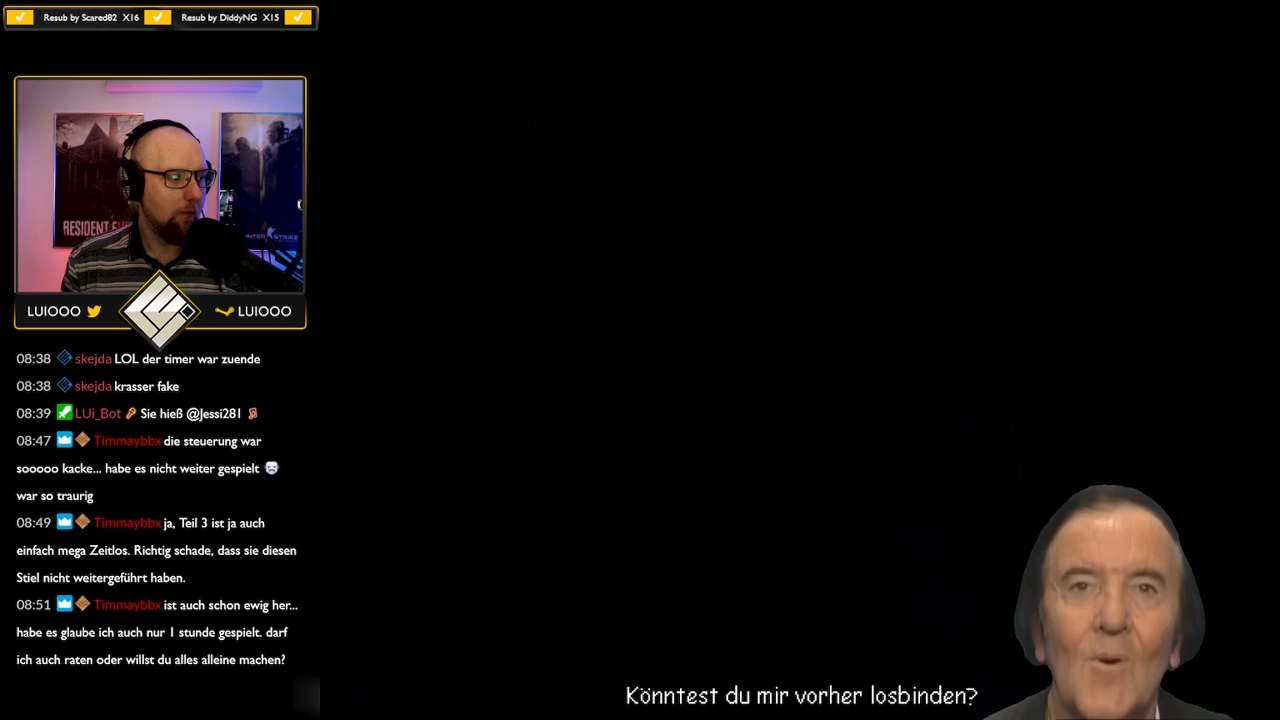 Resub by Scared82 X16 Resub by DiddyNG X15
RESIDENT EV
NTER STRIKE
LUIOOO LUIOOO
08:38 skejda LOL der timer war zuende
08:38 skejda krasser fake
08:39 LUi_Bot Sie hieß @Jessi281
08:47 Timmaybbx die steuerung war
sooooo kacke... habe es nicht weiter gespielt
war so traurig
08:49 Timmaybbx ja, Teil 3 ist ja auch
einfach mega Zeitlos. Richtig schade, dass sie diesen
Stiel nicht weitergeführt haben.
08:51 Timmaybbx ist auch schon ewig her...
habe es glaube ich auch nur 1 stunde gespielt. darf
ich auch raten oder willst du alles alleine machen?
Könntest du mir vorher losbinden?